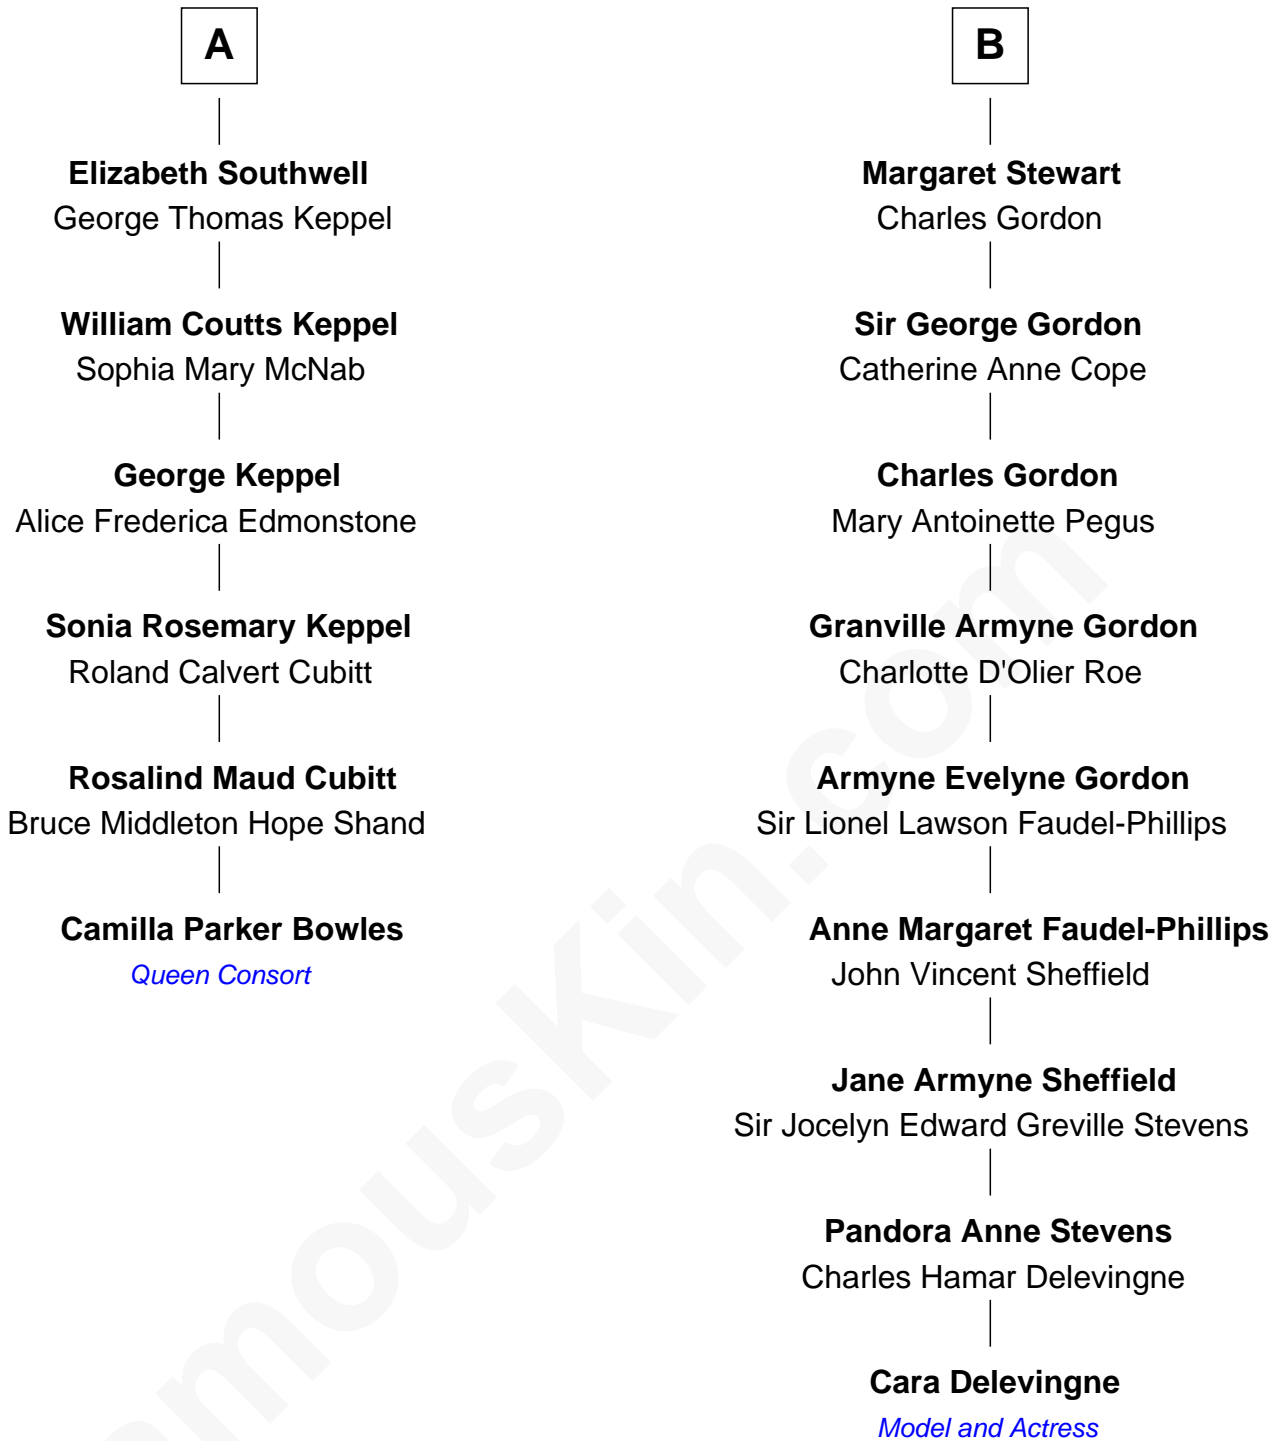 A
Elizabeth Southwell
George Thomas Keppel
William Coutts Keppel
Sophia Mary McNab
George Keppel
Alice Frederica Edmonstone
Sonia Rosemary Keppel
Roland Calvert Cubitt
Rosalind Maud Cubitt
Bruce Middleton Hope Shand
Camilla Parker Bowles
Queen Consort
B
Margaret Stewart
Charles Gordon
Sir George Gordon
Catherine Anne Cope
Charles Gordon
Mary Antoinette Pegus
Granville Armyne Gordon
Charlotte D'Olier Roe
Armyne Evelyne Gordon
Sir Lionel Lawson Faudel-Phillips
Anne Margaret Faudel-Phillips
John Vincent Sheffield
Jane Armyne Sheffield
Sir Jocelyn Edward Greville Stevens
Pandora Anne Stevens
Charles Hamar Delevingne
Cara Delevingne
Model and Actress
amousKin.com